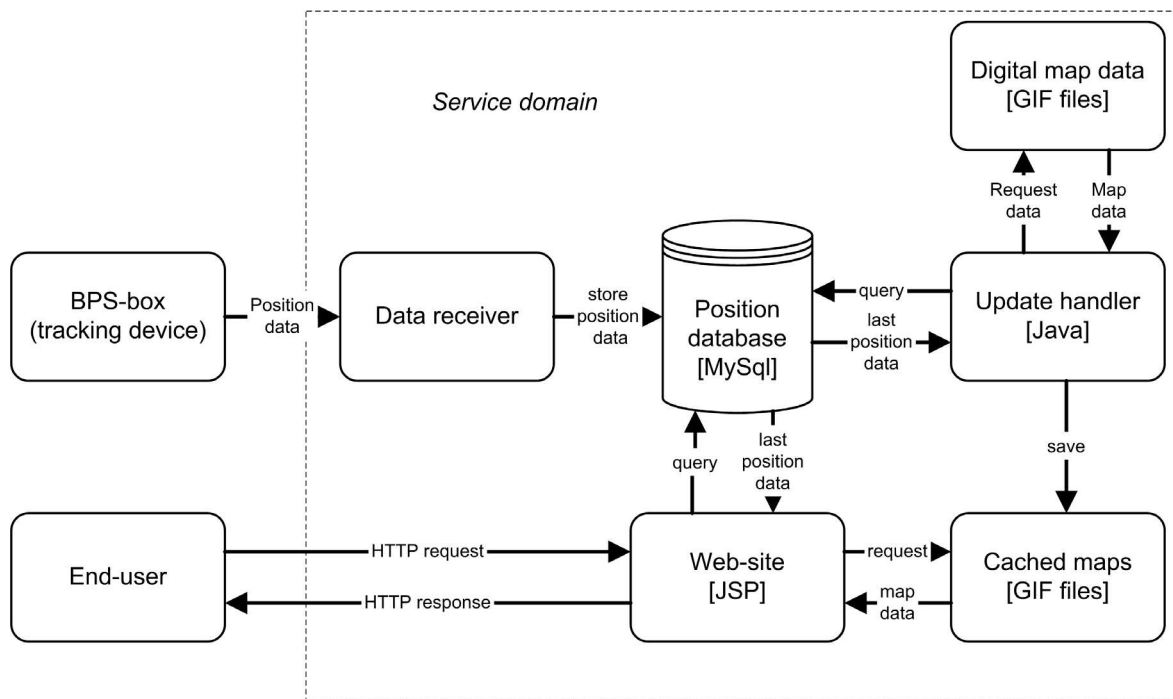 Service domain
Digital map data
[GIF files]
Request
data
Map
data
BPS-box
(tracking device)
Position
data
Data receiver
store
position
data
Position
database
[MySql]
query
last
position
data
Update handler
[Java]
query
last
position
data
save
End-user
HTTP request
HTTP response
Web-site
[JSP]
request
map
data
Cached maps
[GIF files]